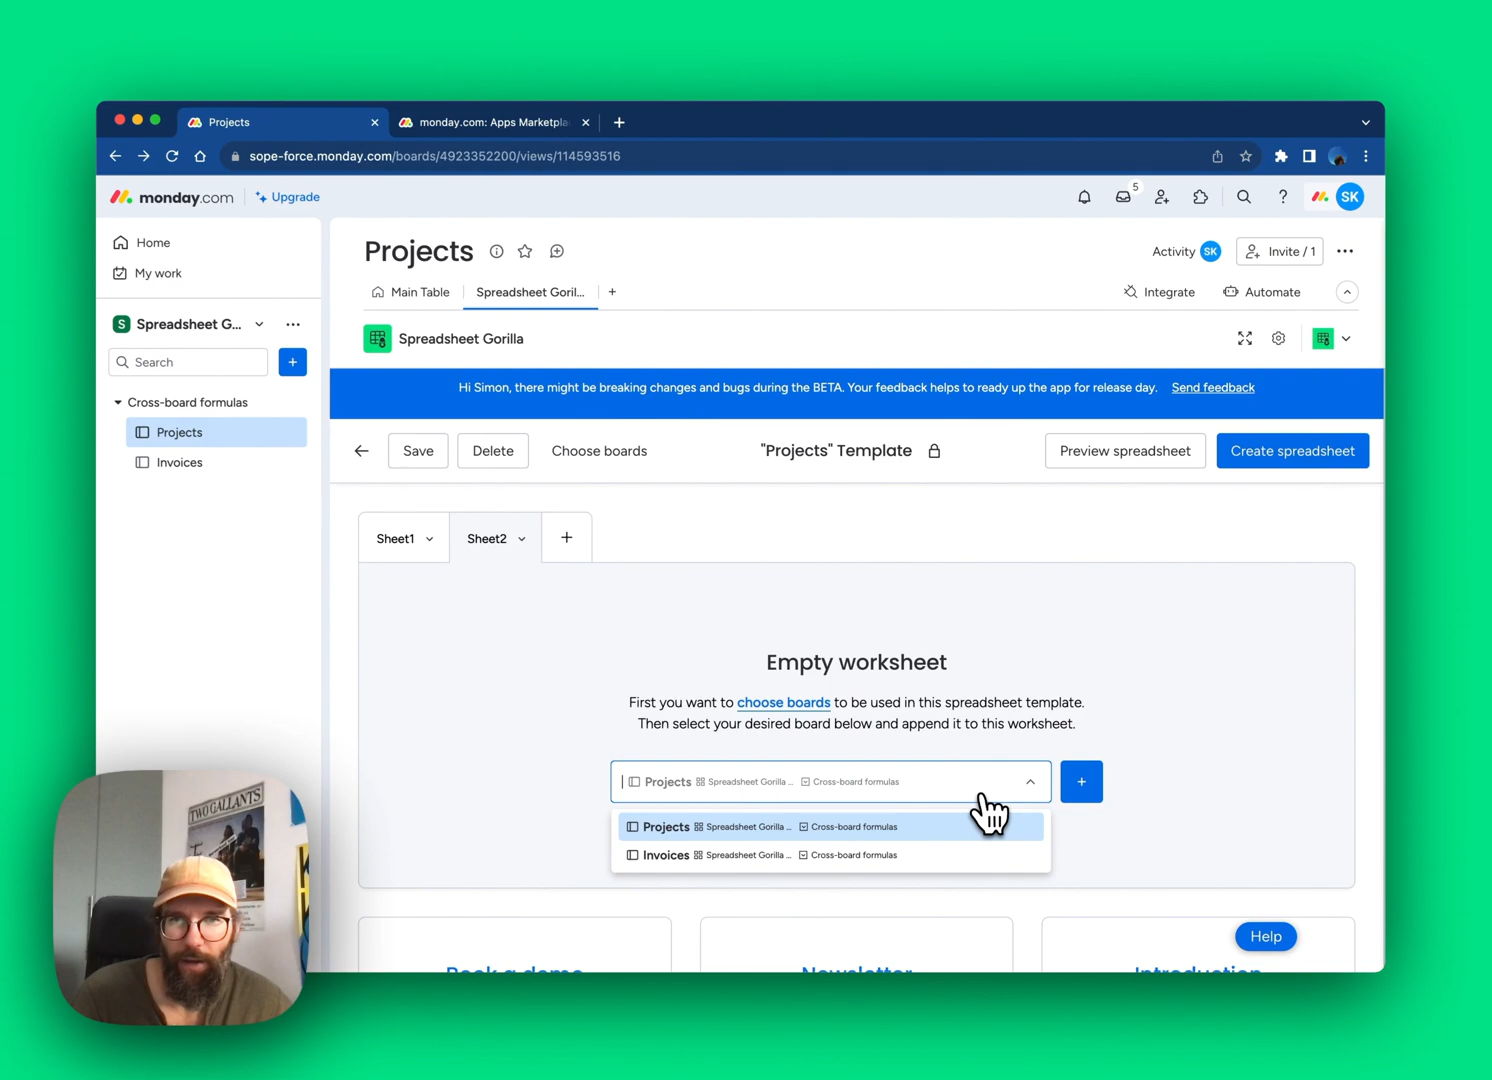 Projects
monday.com: Apps Marketpla
sope-force.monday.com/boards/4923352200/views/114593516
monday.com
Upgrade
5
SK
Home
My work
S Spreadsheet G...
Search
Cross-board formulas
Projects
Invoices
Projects
Activity SK
Invite / 1
Main Table
Spreadsheet Goril...
Integrate
Automate
Spreadsheet Gorilla
Hi Simon, there might be breaking changes and bugs during the BETA. Your feedback helps to ready up the app for release day. Send feedback
Save
Delete
Choose boards
"Projects" Template
Preview spreadsheet
Create spreadsheet
Sheet1
Sheet2
Empty worksheet
First you want to choose boards to be used in this spreadsheet template.
Then select your desired board below and append it to this worksheet.
Projects Spreadsheet Gorilla ... Cross-board formulas
Projects Spreadsheet Gorilla ... Cross-board formulas
Invoices Spreadsheet Gorilla ... Cross-board formulas
Help
Book a demo
Newsletter
Introduction
TWO GALLANTS